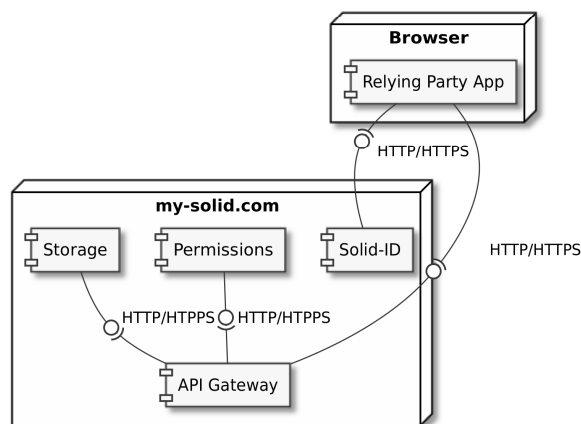 Browser
Relying Party App
HTTP/HTTPS
my-solid.com
Storage
Permissions
Solid-ID
HTTP/HTTPS
HTTP/HTPPS
HTTP/HTPPS
API Gateway